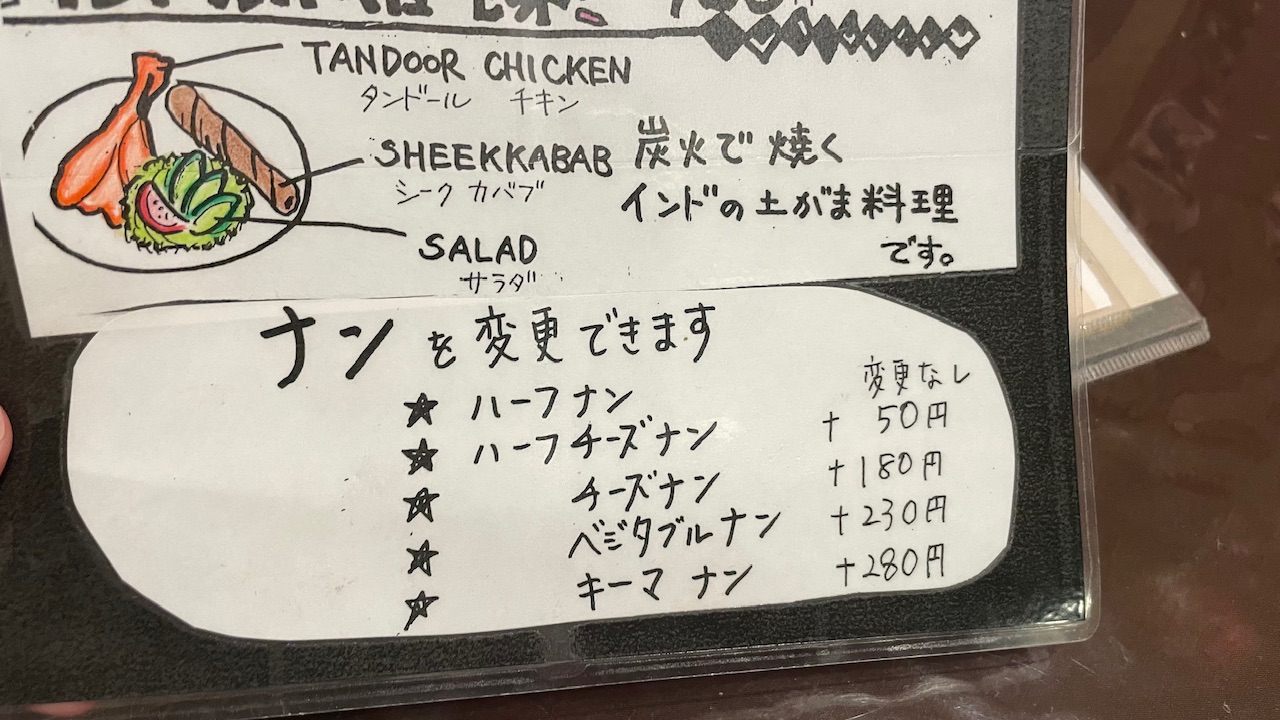 TANDOOR CHICKEN
タンドール チキン
SHEEKKABAB
シーク カバブ
SALAD
サラダ
炭火で焼く
インドの土がま料理
です。
ナンを変更できます
★ ハーフナン 変更なし
★ ハーフチーズナン + 50円
★ チーズナン +180円
★ ベジタブルナン +230円
★ キーマ ナン +280円